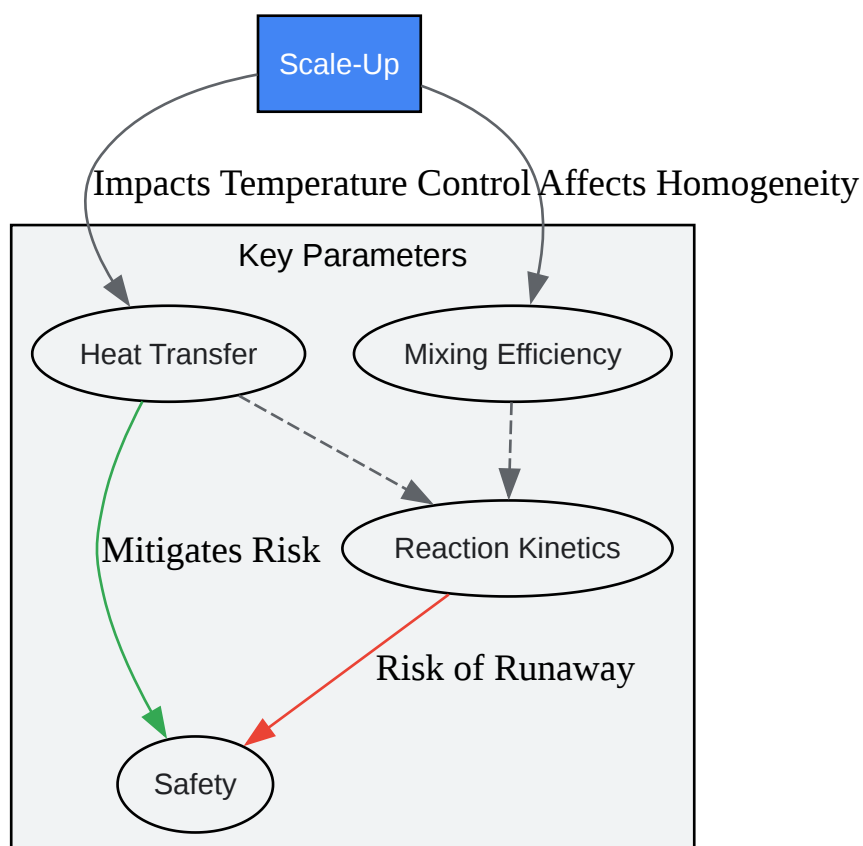 Scale-Up
Impacts Temperature Control
Affects Homogeneity
Key Parameters
Heat Transfer
Mixing Efficiency
Mitigates Risk
Reaction Kinetics
Risk of Runaway
Safety